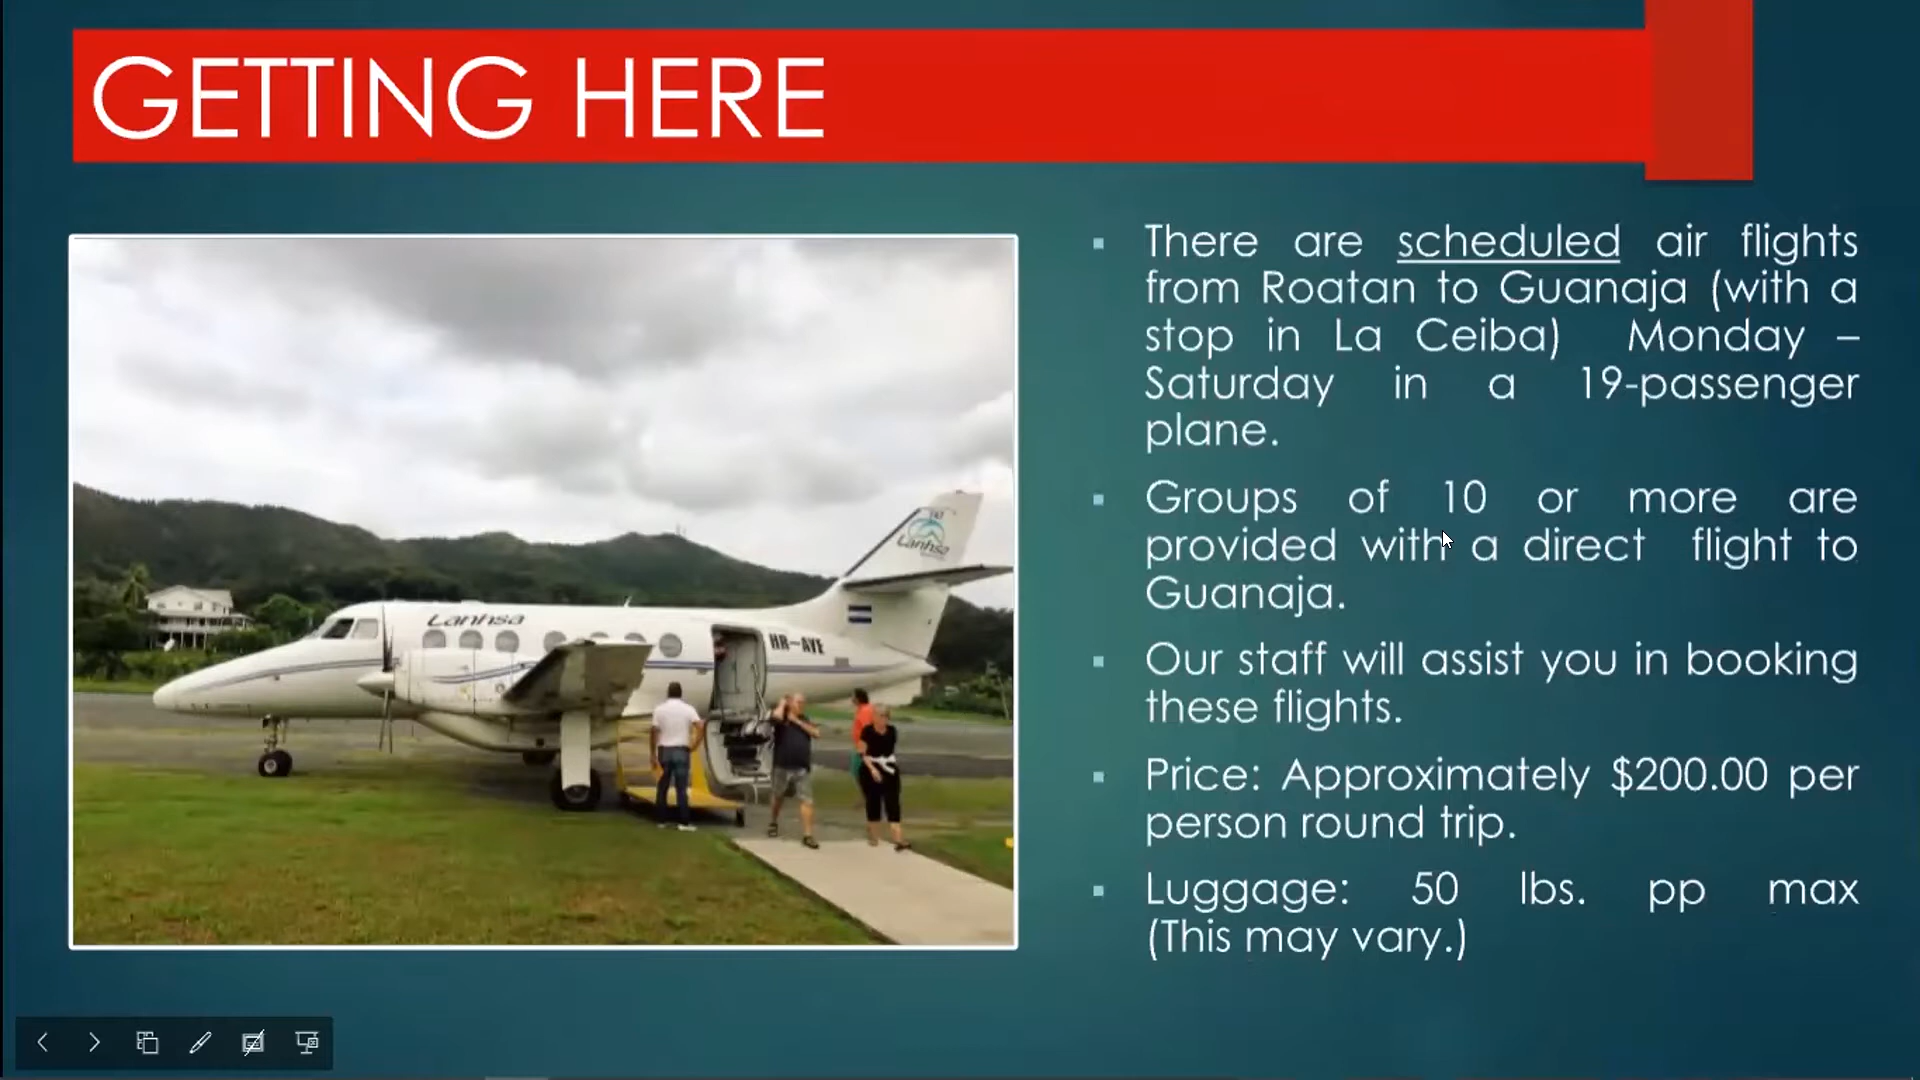 GETTING HERE
There are scheduled air flights
from Roatan to Guanaja (with a
stop in La Ceiba) Monday –
Saturday in a 19-passenger
plane.
Groups of 10 or more are
provided with a direct flight to
Guanaja.
Our staff will assist you in booking
these flights.
Price: Approximately $200.00 per
person round trip.
Luggage: 50 lbs. pp max
(This may vary.)
Lanhsa
Lanhsa
HR-AYE